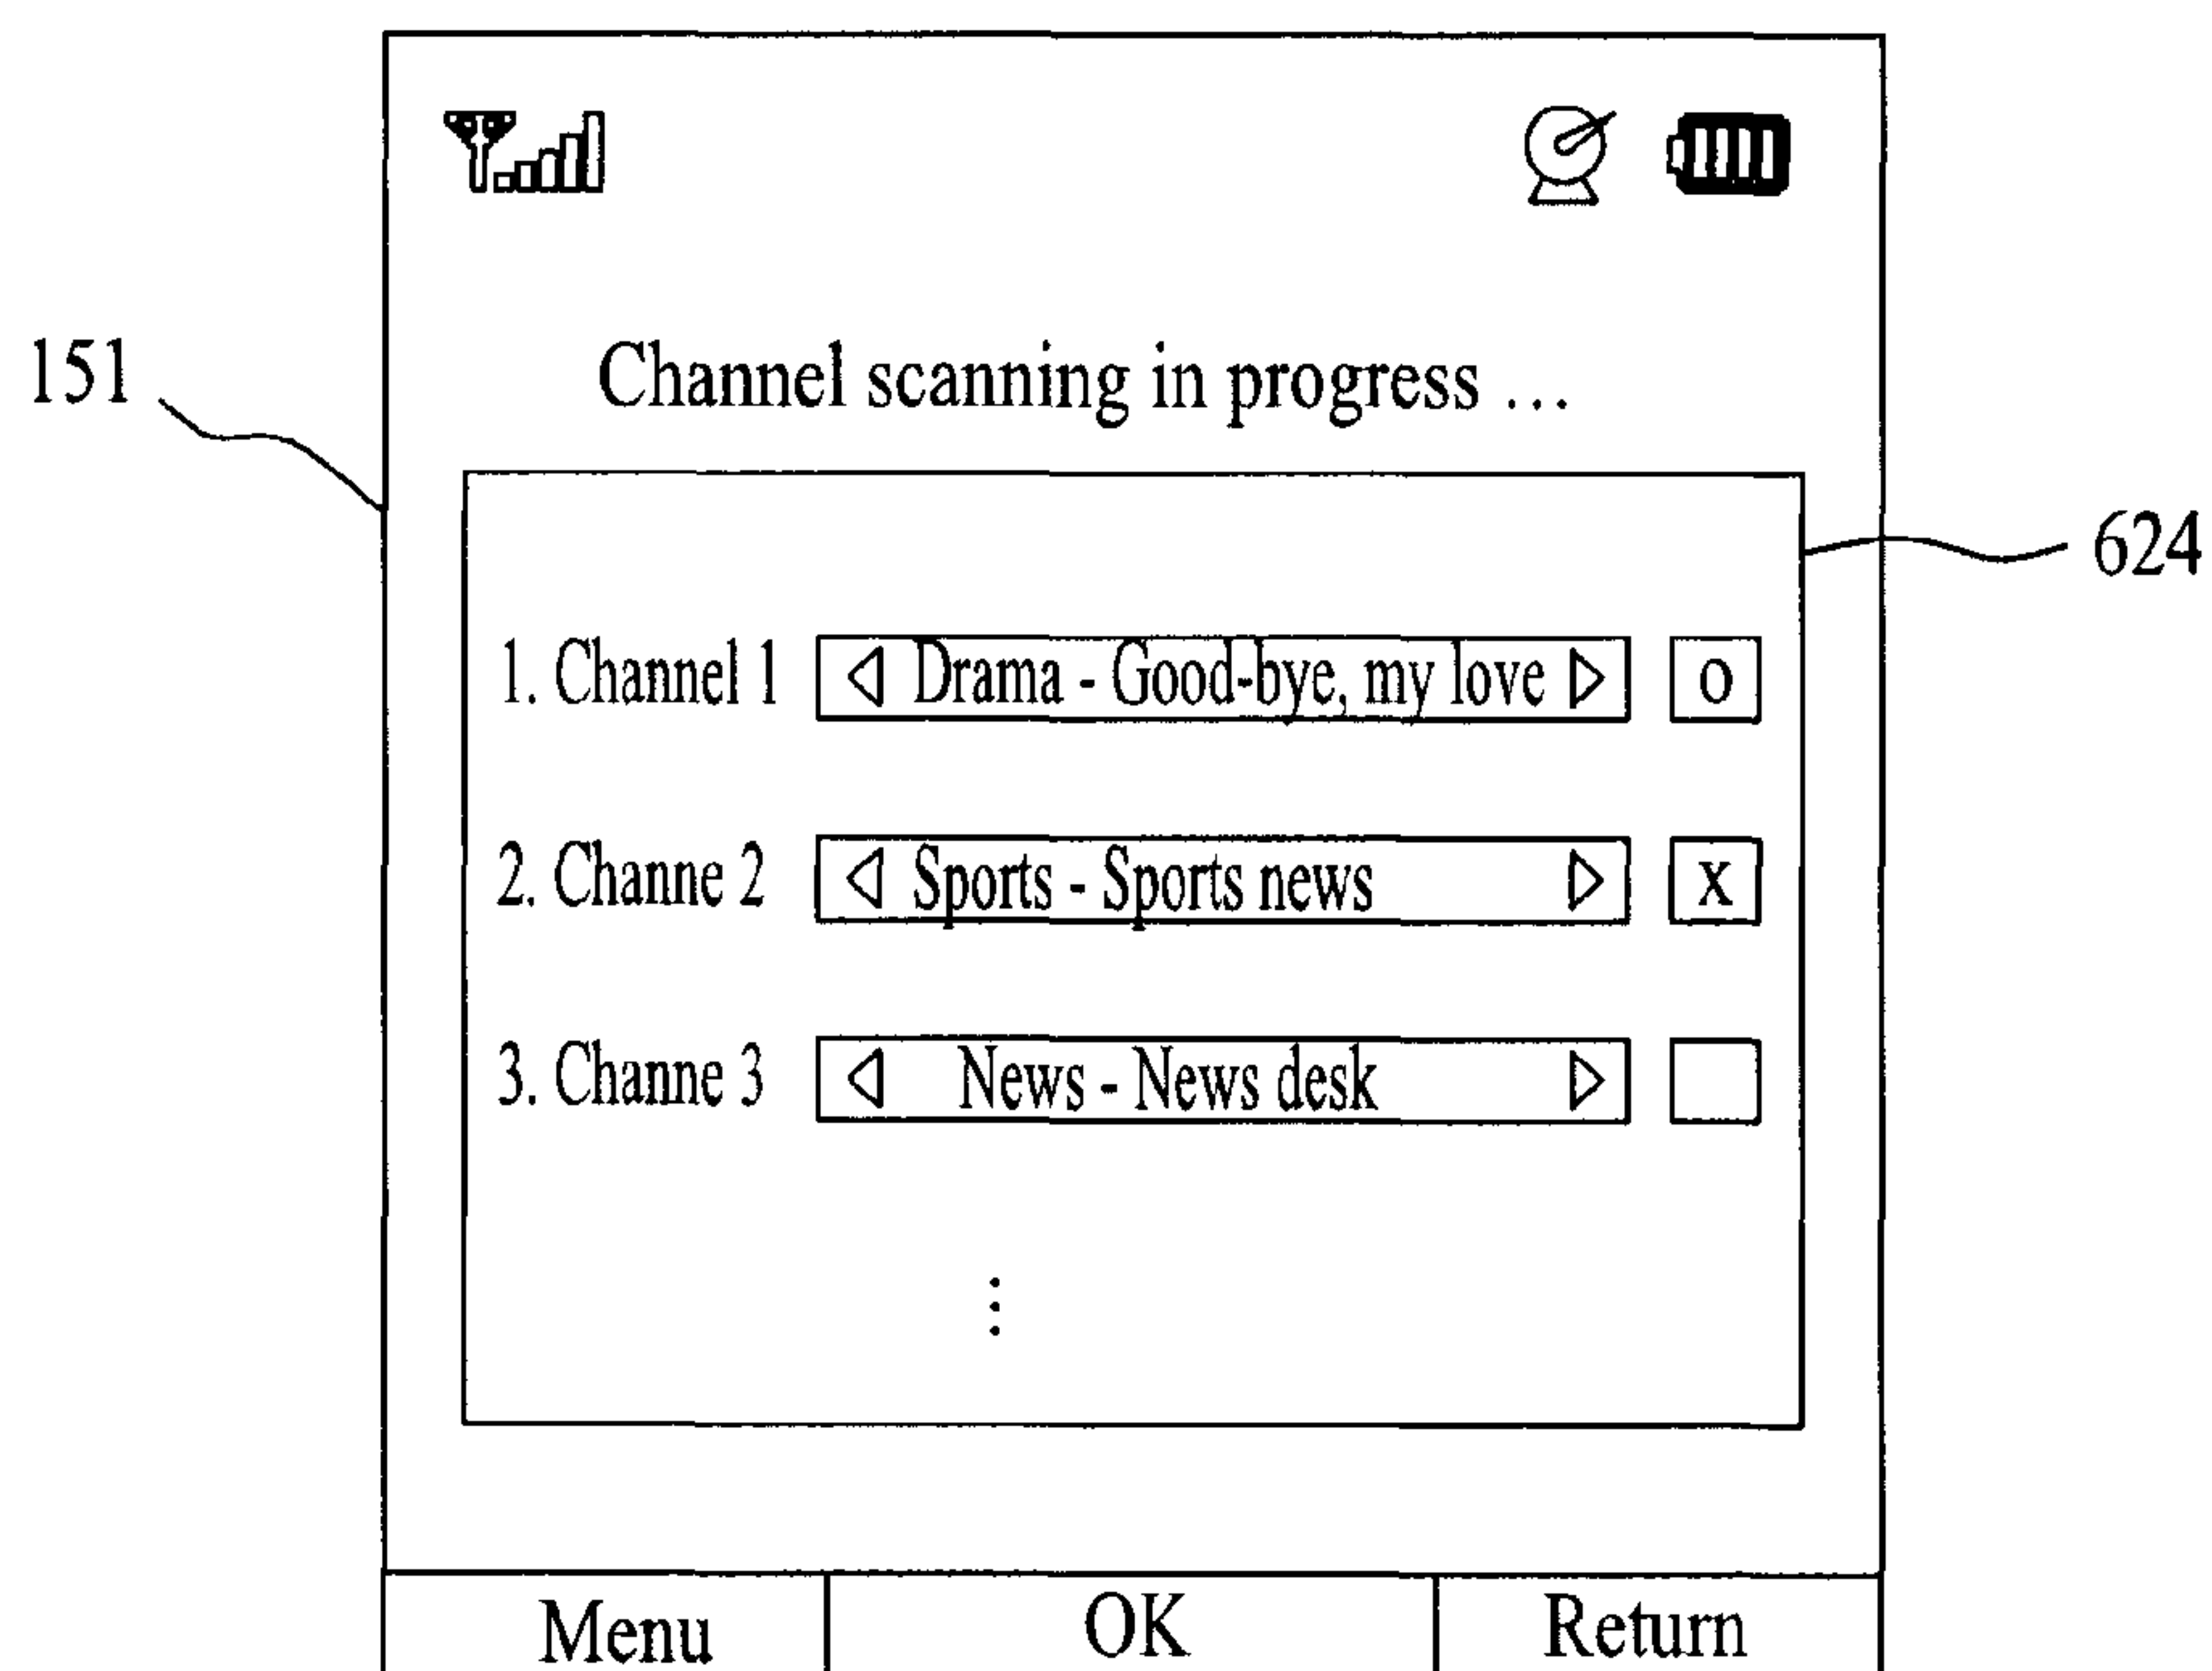 Channel scanning in progress ...
151
624
1. Channel 1 Drama - Good-bye, my love o
2. Channe 2 Sports - Sports news x
3. Channe 3 News - News desk
Menu OK Return